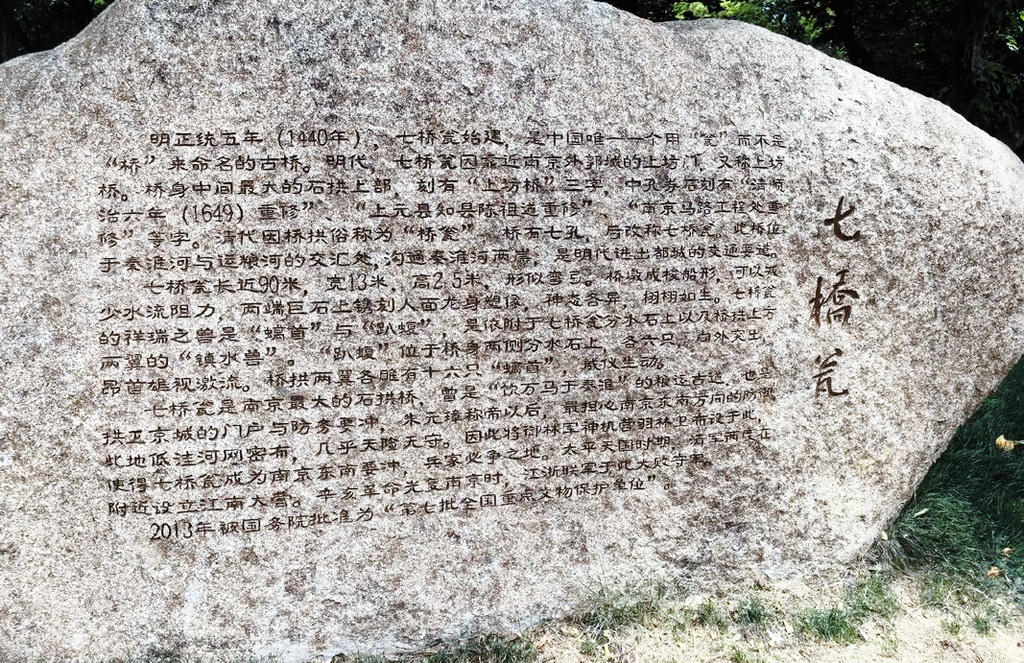 明正统五年（1440年），七桥瓮始建，是中国唯一一个用“瓮”而不是
“桥”来命名的古桥。明代，七桥瓮因靠近南京外郭城的上坊门，又称上坊
桥。桥身中间最大的石拱上部，刻有“上坊桥”三字，中孔券石刻有“清顺
治六年（1649）重修”、“上元县知县陈祖道重修”、“南京马路工程处重
修”等字。清代因桥拱俗称为“桥瓮”，桥有七孔，后改称七桥瓮。此桥位
于秦淮河与运粮河的交汇处，沟通秦淮河两岸，是明代进出都城的交通要道。
七桥瓮长近90米，宽13米，高2.5米，形似弯弓。桥墩成梭船形，可以减
少水流阻力，两端巨石上镌刻人面龙身塑像，神态各异，栩栩如生。七桥瓮
的祥瑞之兽是“螭首”与“趴蝮”，是依附于七桥瓮分水石上以及桥拱上方
两翼的“镇水兽”。“趴蝮”位于桥身两侧分水石上，各六只，向外突出，
昂首雄视激流。桥拱两翼各雕有十六只“螭首”，威仪生动。
七桥瓮是南京最大的石拱桥，曾是“饮万马于秦淮”的粮运古道，也是
拱卫京城的门户与防务要冲，朱元璋称帝以后，最担心南京东南方向的防御，
此地低洼河网密布，几乎天险无守。因此将御林军神机营羽林卫布设于此，
使得七桥瓮成为南京东南要冲，兵家必争之地。太平天国时期，清军两度在
附近设立江南大营。辛亥革命光复南京时，江浙联军于此大败守军。
2013年被国务院批准为“第七批全国重点文物保护单位”。
七橋瓮